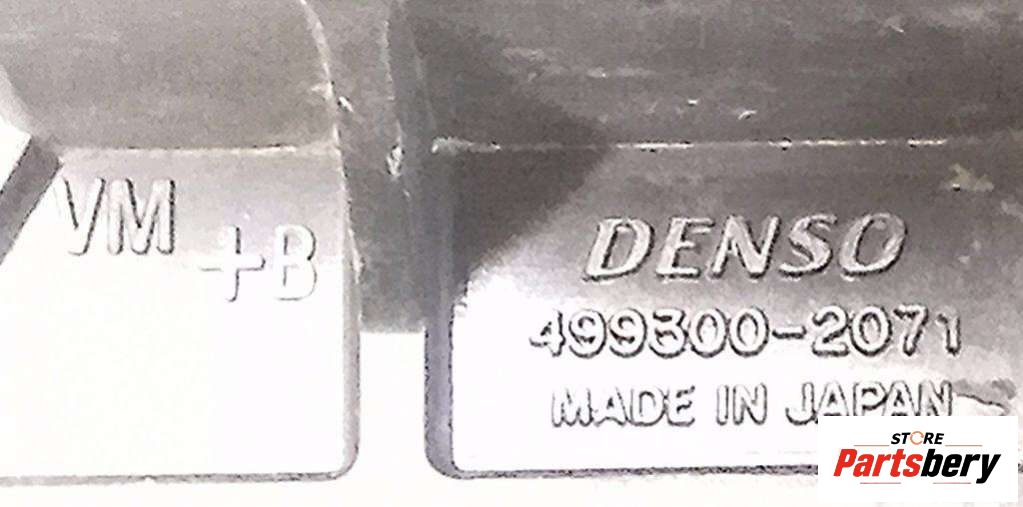 VM
+B
DENSO
499300-2071
MADE IN JAPAN
STORE
Partsbery